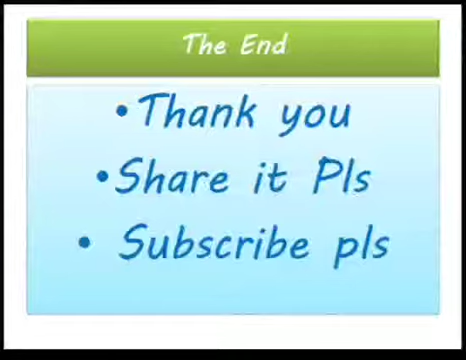 The End
•Thank you
•Share it Pls
• Subscribe pls